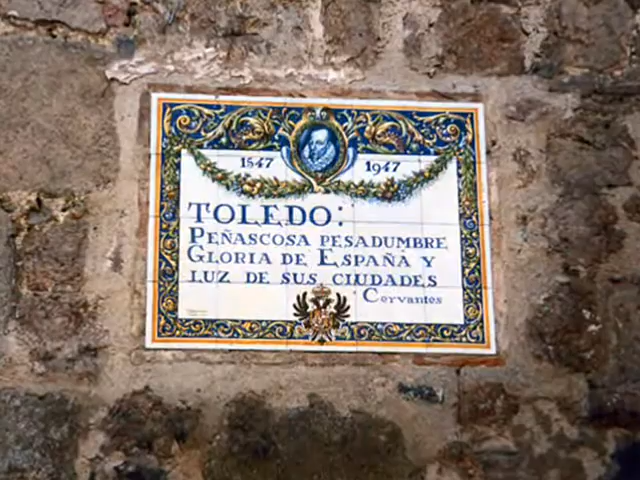 1547 1947
TOLEDO:
PEÑASCOSA PESADUMBRE
GLORIA DE ESPAÑA Y
LUZ DE SUS CIUDADES
Cervantes